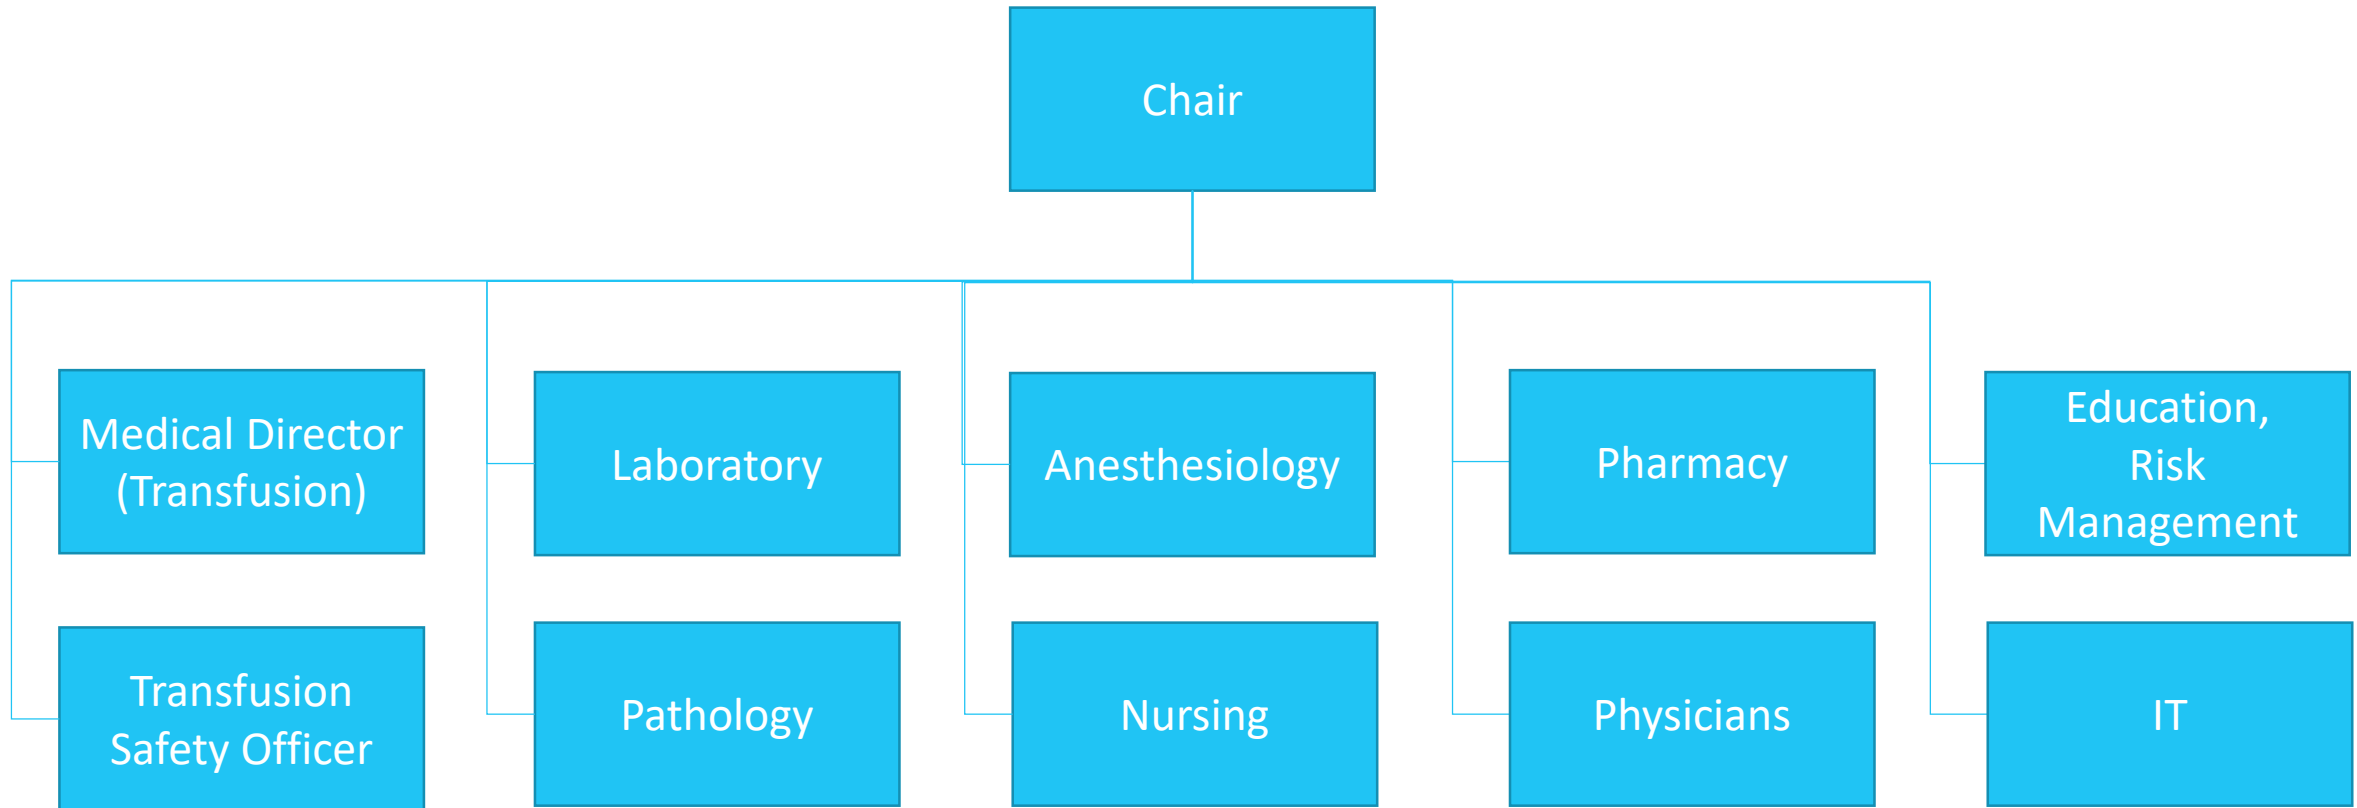 Chair
Medical Director
(Transfusion)
Laboratory
Anesthesiology
Pharmacy
Education,
Risk
Management
Transfusion
Safety Officer
Pathology
Nursing
Physicians
IT